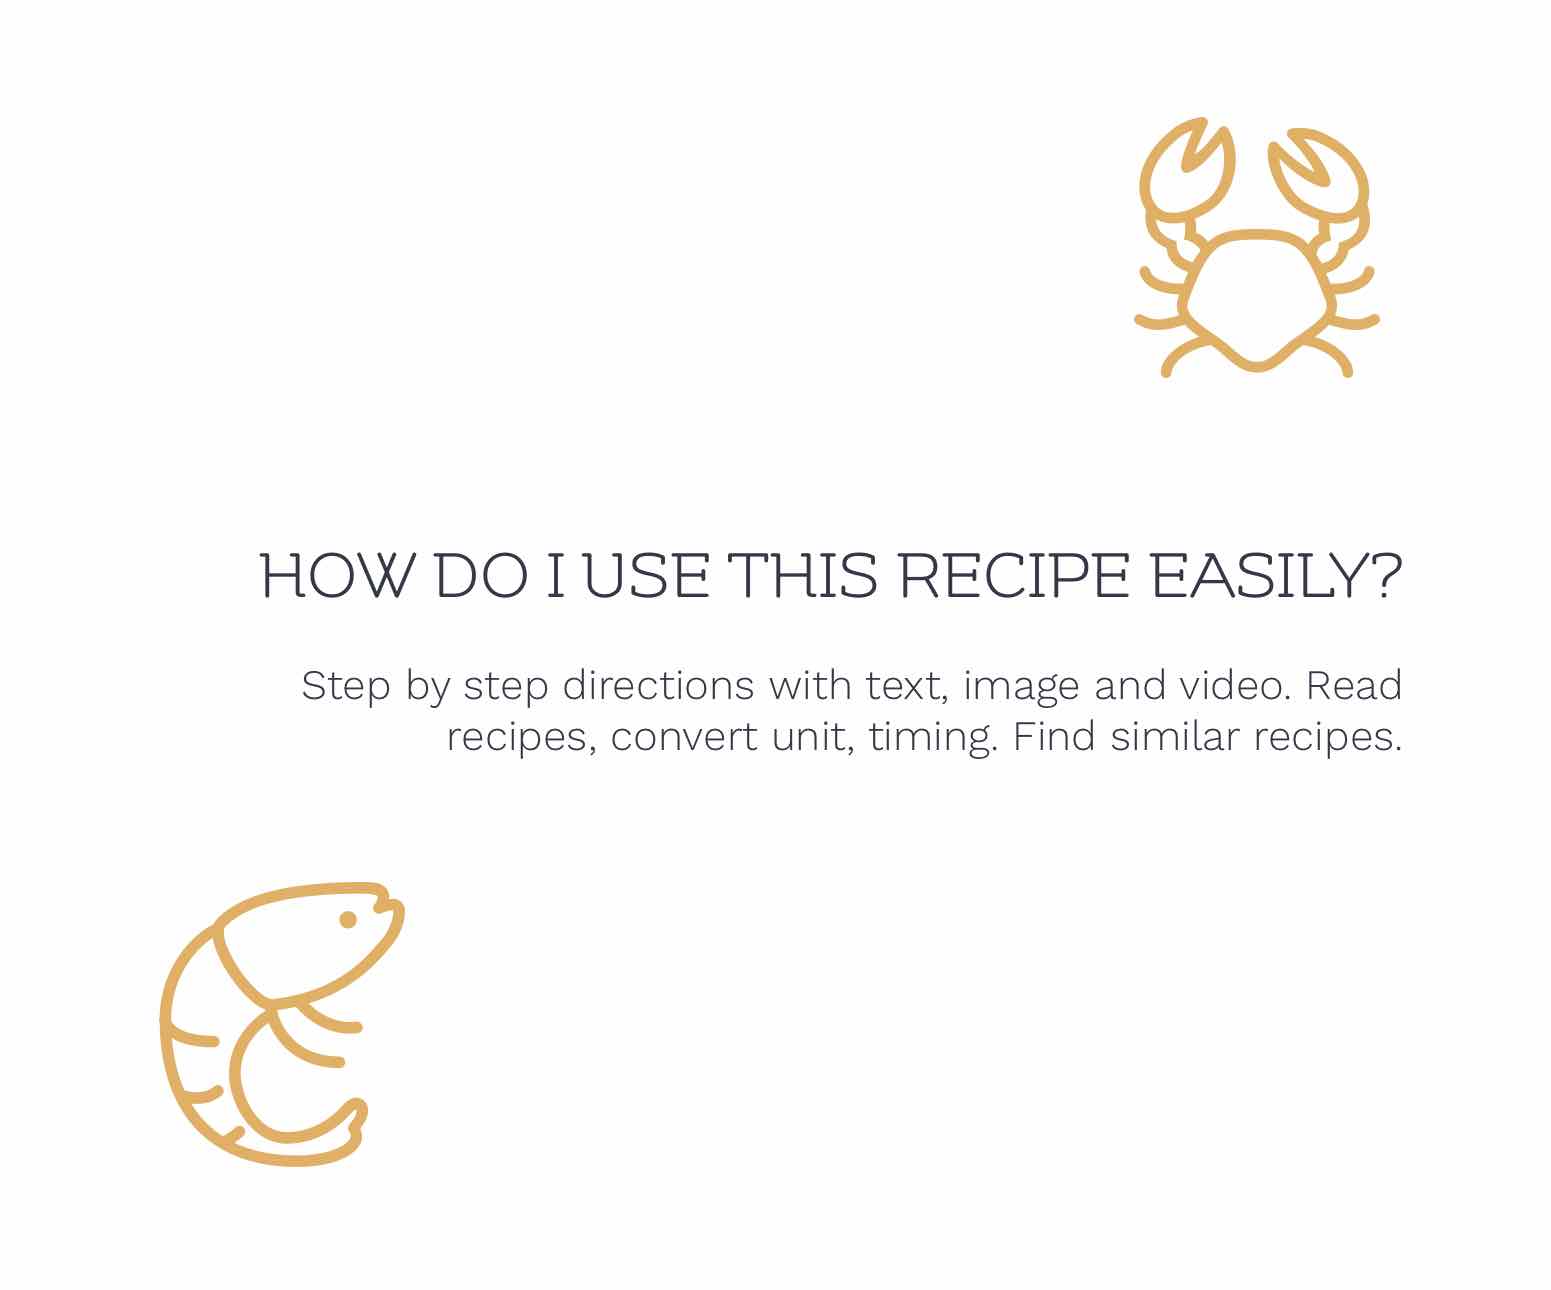 HOW DO I USE THIS RECIPE EASILY?
Step by step directions with text, image and video. Read
recipes, convert unit, timing. Find similar recipes.